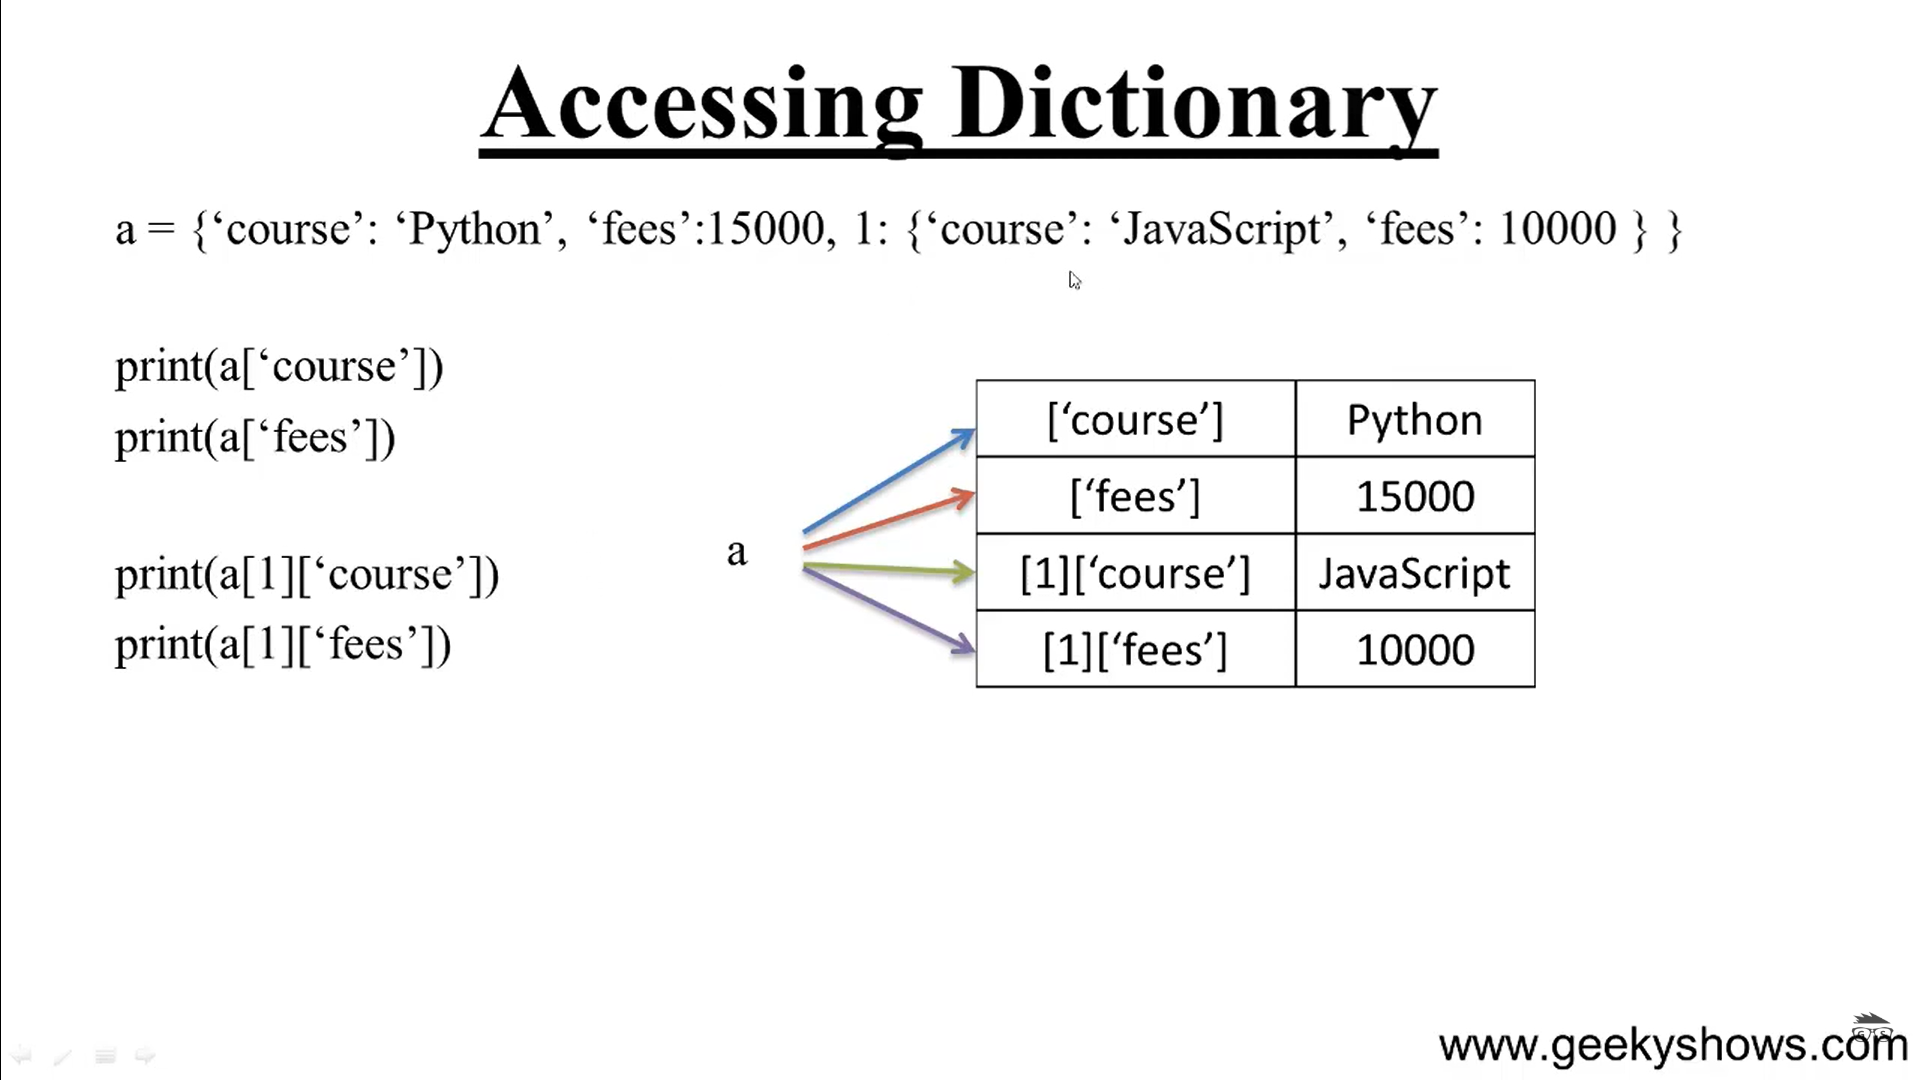 Accessing Dictionary
a = {‘course’: ‘Python’, ‘fees’:15000, 1: {‘course’: ‘JavaScript’, ‘fees’: 10000 } }
print(a[‘course’])
print(a[‘fees’])
print(a[1][‘course’])
print(a[1][‘fees’])
a
[‘course’] Python
[‘fees’] 15000
[1][‘course’] JavaScript
[1][‘fees’] 10000
www.geekyshows.com